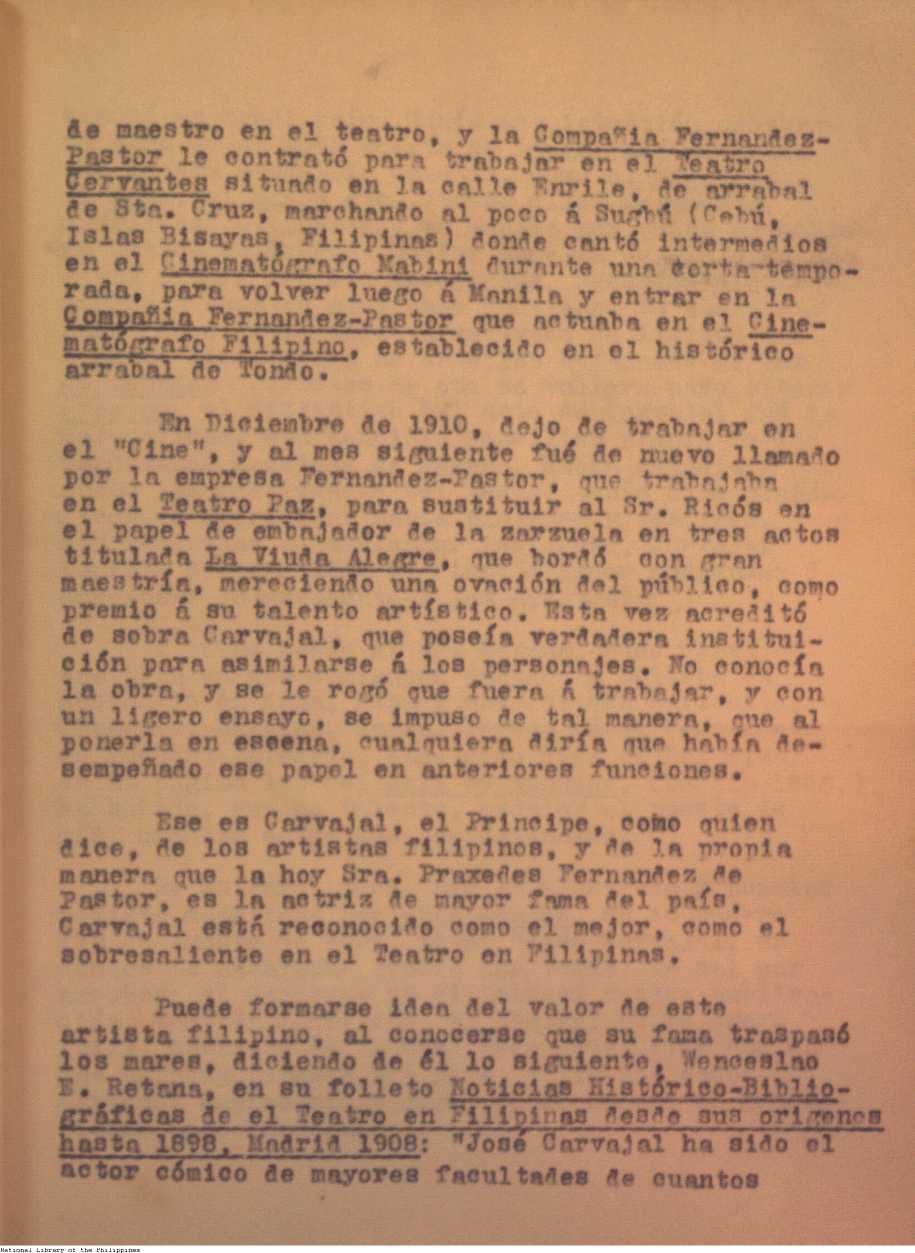 de maestro en el teatro, y la Compañia Fernandez-
Pastor le contrató para trabajar en el Teatro
Cervantes situado en la calle Enrile, de arrabal
de Sta. Cruz, marchando al poco á Sugbú (Cebú,
Islas Bisayas, Filipinas) donde cantó intermedios
en el Cinematógrafo Mabini durante una corta tempo-
rada, para volver luego á Manila y entrar en la
Compañia Fernandez-Pastor que actuaba en el Cine-
matógrafo Filipino, establecido en el histórico
arrabal de Tondo.
En Diciembre de 1910, dejo de trabajar en
el "Cine", y al mes siguiente fué de nuevo llamado
por la empresa Fernandez-Pastor, que trabajaba
en el Teatro Paz, para sustituir al Sr. Ricós en
el papel de embajador de la zarzuela en tres actos
titulada La Viuda Alegre, que bordó con gran
maestría, mereciendo una ovación del público, como
premio á su talento artístico. Esta vez acreditó
de sobra Carvajal, que poseía verdadera institui-
ción para asimilarse á los personajes. No conocía
la obra, y se le rogó que fuera á trabajar, y con
un ligero ensayo, se impuso de tal manera, que al
ponerla en escena, cualquiera diría que había de-
sempeñado ese papel en anteriores funciones.
Ese es Carvajal, el Principe, como quien
dice, de los artistas filipinos, y de la propia
manera que la hoy Sra. Praxedes Fernandez de
Pastor, es la actriz de mayor fama del país,
Carvajal está reconocido como el mejor, como el
sobresaliente en el Teatro en Filipinas.
Puede formarse idea del valor de este
artista filipino, al conocerse que su fama traspasó
los mares, diciendo de él lo siguiente, Wenceslao
E. Retana, en su folleto Noticias Histórico-Biblio-
gráficas de el Teatro en Filipinas desde sus origenes
hasta 1898, Madrid 1908: "José Carvajal ha sido el
actor cómico de mayores facultades de cuantos
National Library of the Philippines